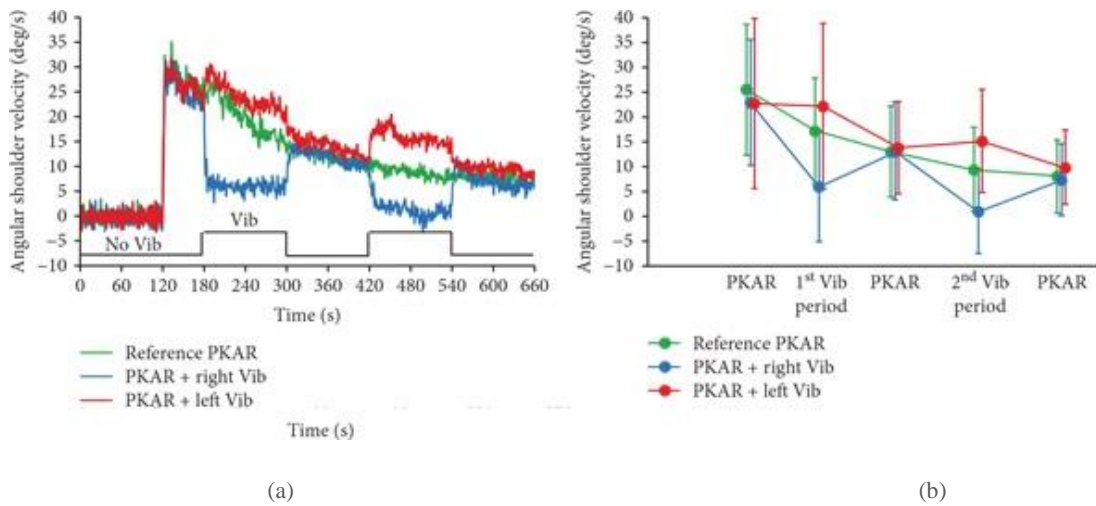 Angular shoulder velocity (deg/s)
40
35
30
25
20
15
10
5
0
−5
−10
No Vib
Vib
0 60 120 180 240 300 360 420 480 540 600 660
Time (s)
Reference PKAR
PKAR + right Vib
PKAR + left Vib
Time (s)
(a)
Angular shoulder velocity (deg/s)
40
35
30
25
20
15
10
5
0
−5
−10
PKAR 1st Vib period PKAR 2nd Vib period PKAR
Reference PKAR
PKAR + right Vib
PKAR + left Vib
(b)